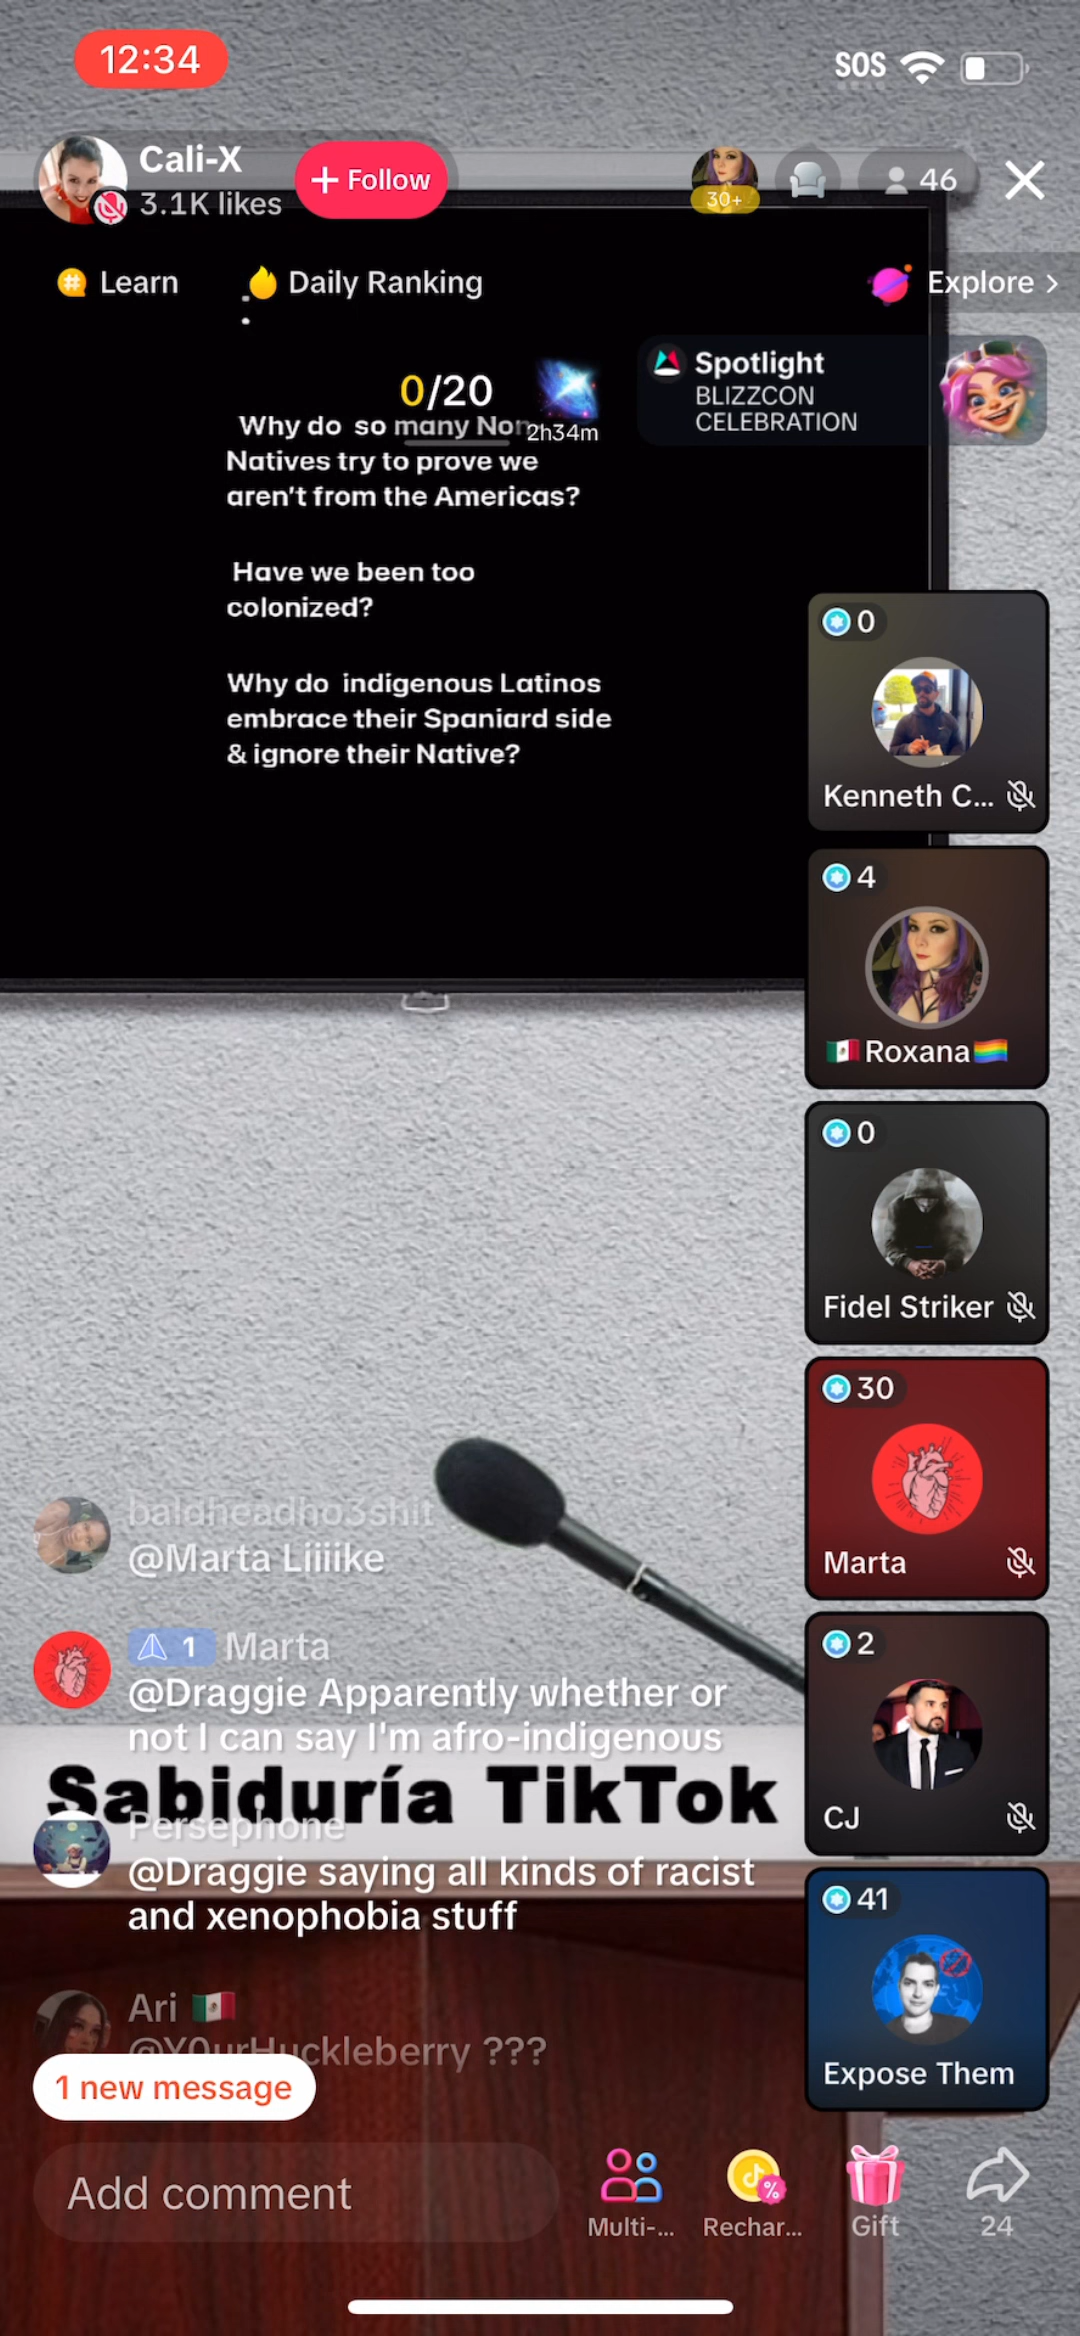 12:34
SOS
Cali-X
3.1K likes
+ Follow
30+
46
Learn
Daily Ranking
Explore >
0/20
2h34m
Spotlight
BLIZZCON
CELEBRATION
Why do so many Non
Natives try to prove we
aren't from the Americas?
Have we been too
colonized?
Why do indigenous Latinos
embrace their Spaniard side
& ignore their Native?
0
Kenneth C...
4
Roxana
0
Fidel Striker
30
Marta
2
CJ
41
Expose Them
baldheadho3shit
@Marta Liiiike
1 Marta
@Draggie Apparently whether or
not I can say I'm afro-indigenous
Sabiduría TikTok
Persephone
@Draggie saying all kinds of racist
and xenophobia stuff
Ari
@Y0urHuckleberry ???
1 new message
Add comment
Multi-...
Rechar...
Gift
24